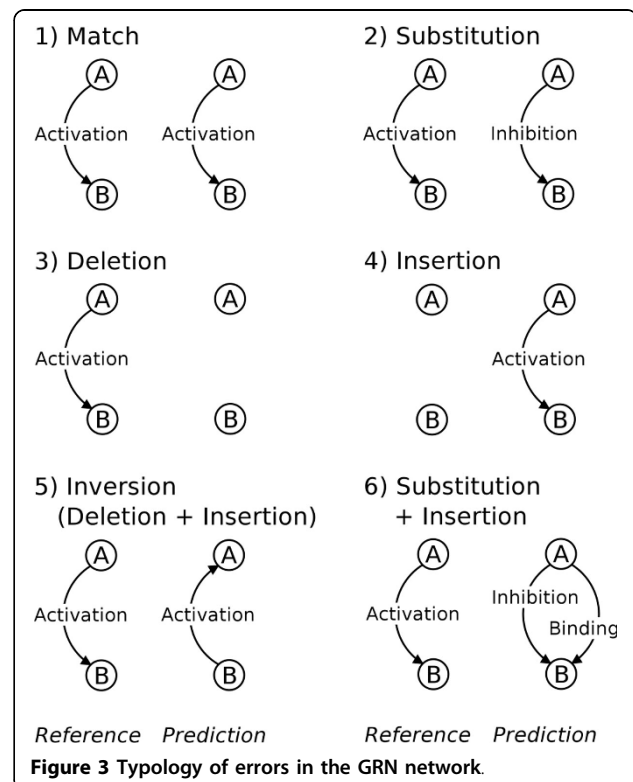 1) Match
2) Substitution
A A A A
Activation Activation Activation Inhibition
B B B B
3) Deletion
4) Insertion
A A A A
Activation Activation
B B B B
5) Inversion
(Deletion + Insertion)
6) Substitution
+ Insertion
A A A A
Activation Activation Activation Inhibition
Binding
B B B B
Reference Prediction Reference Prediction
Figure 3 Typology of errors in the GRN network.